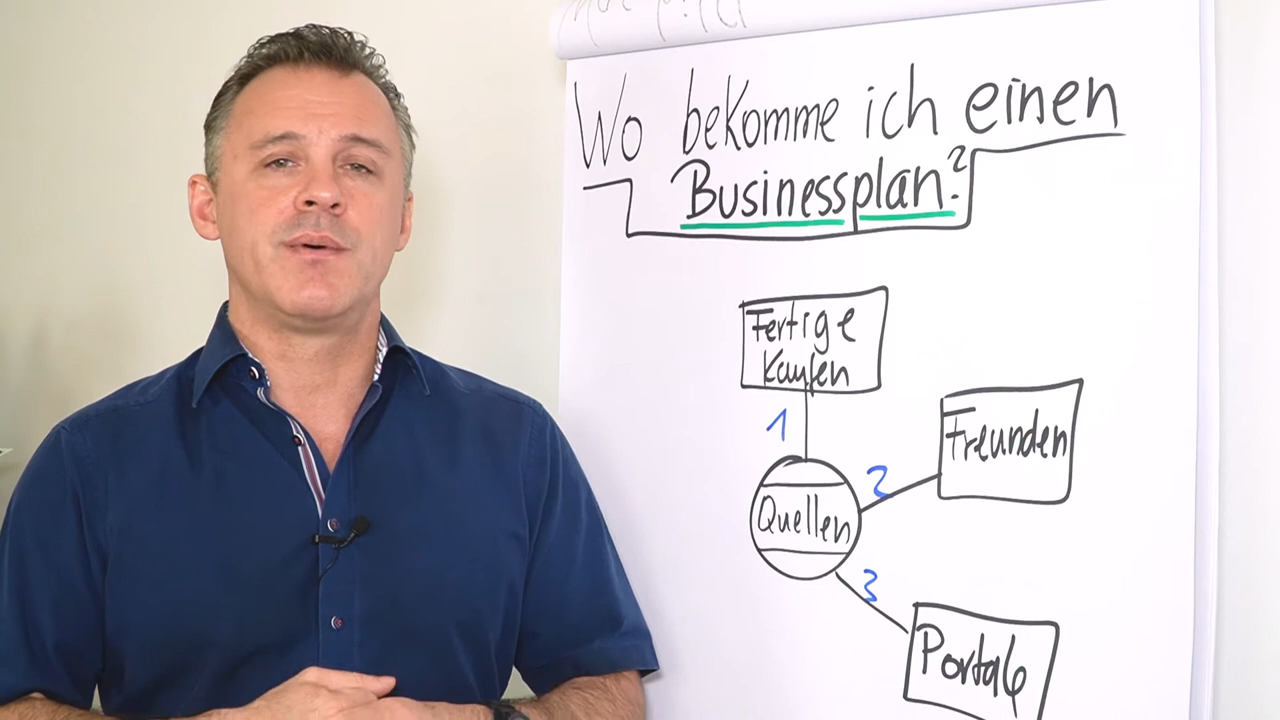 Wo bekomme ich einen
Businessplan?
Fertige
Kaufen
1
Freunden
2
Quellen
3
Portale